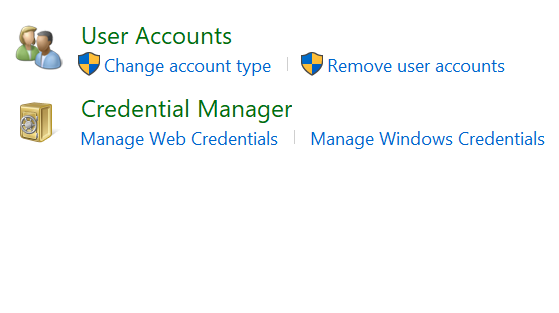 User Accounts
Change account type Remove user accounts
Credential Manager
Manage Web Credentials Manage Windows Credentials